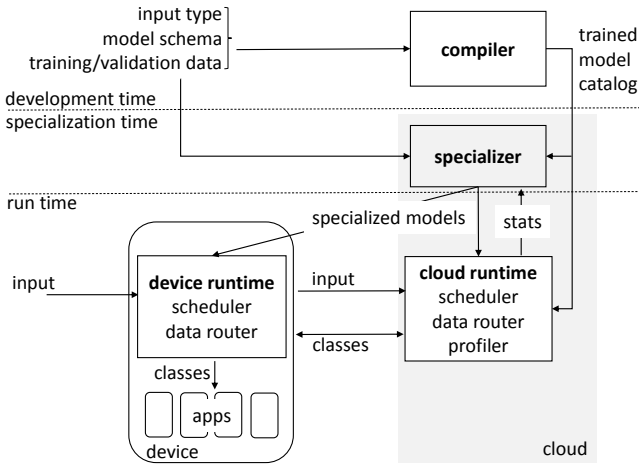 input type
model schema
training/validation data
compiler
trained
model
catalog
development time
specialization time
specializer
run time
specialized models
stats
input
device runtime
scheduler
data router
input
cloud runtime
scheduler
data router
profiler
classes
classes
apps
device
cloud